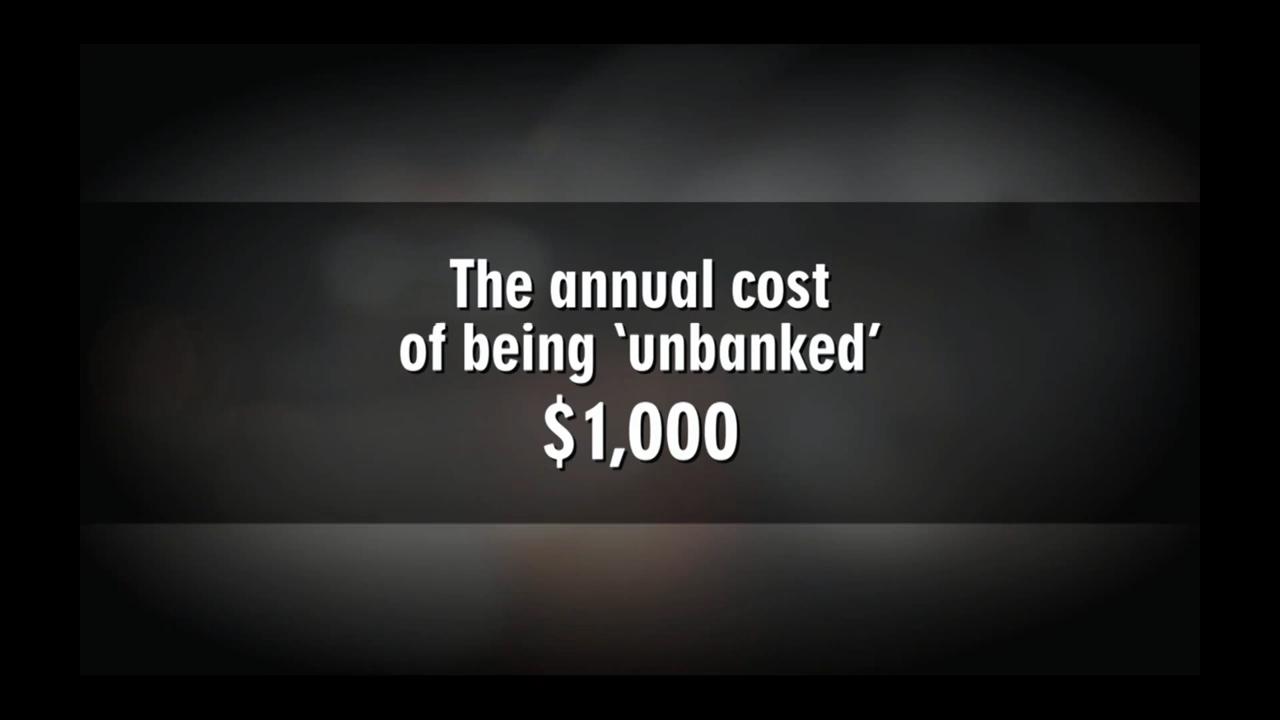 The annual cost
of being ‵unbanked′
$1,000